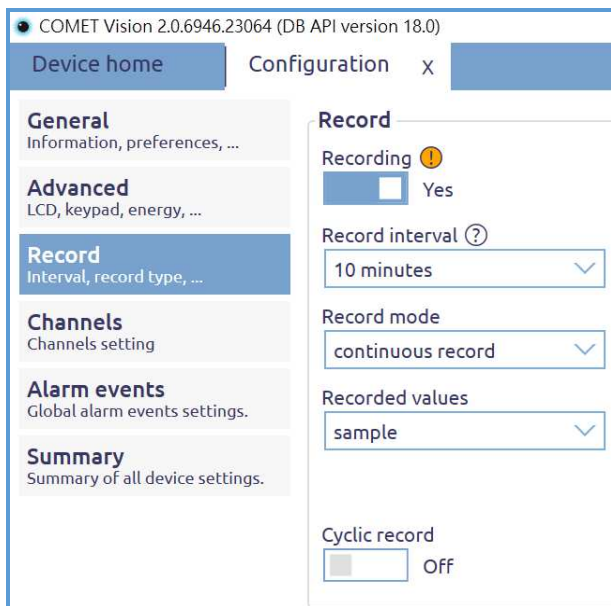 COMET Vision 2.0.6946.23064 (DB API version 18.0)
Device home
Configuration x
General
Information, preferences, ...
Advanced
LCD, keypad, energy, ...
Record
Interval, record type, ...
Channels
Channels setting
Alarm events
Global alarm events settings.
Summary
Summary of all device settings.
Record
Recording !
Yes
Record interval ?
10 minutes
Record mode
continuous record
Recorded values
sample
Cyclic record
Off